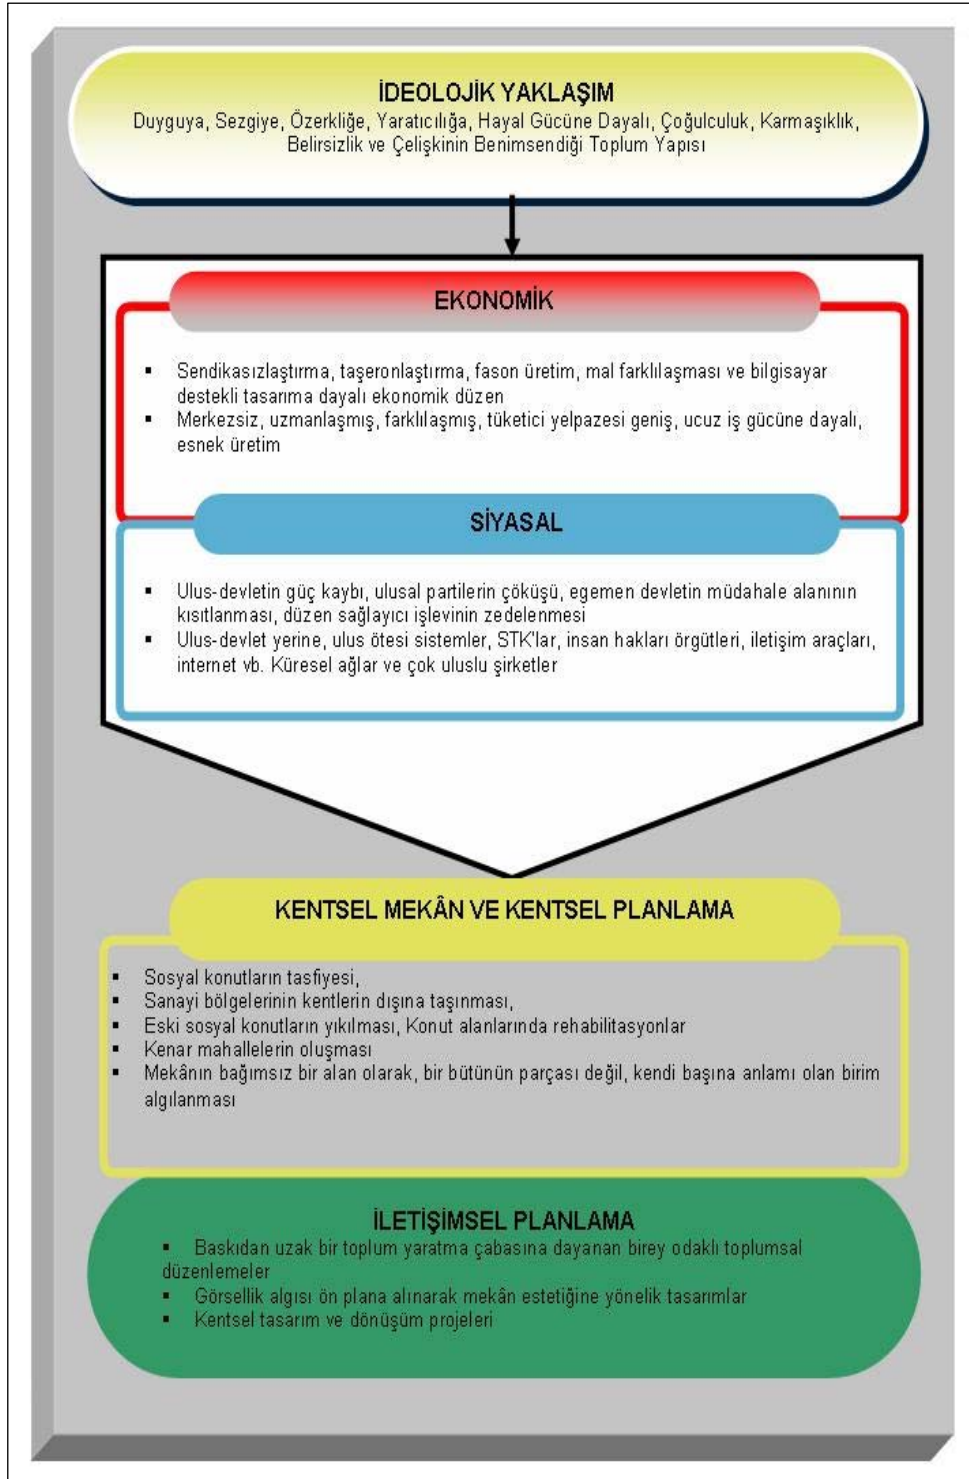 İDEOLOJİK YAKLAŞIM
Duyguya, Sezgiye, Özerkliğe, Yaratıcılığa, Hayal Gücüne Dayalı, Çoğulculuk, Karmaşıklık,
Belirsizlik ve Çelişkinin Benimsendiği Toplum Yapısı
EKONOMİK
▪ Sendikasızlaştırma, taşeronlaştırma, fason üretim, mal farklılaşması ve bilgisayar
destekli tasarıma dayalı ekonomik düzen
▪ Merkezsiz, uzmanlaşmış, farklılaşmış, tüketici yelpazesi geniş, ucuz iş gücüne dayalı,
esnek üretim
SİYASAL
▪ Ulus-devletin güç kaybı, ulusal partilerin çöküşü, egemen devletin müdahale alanının
kısıtlanması, düzen sağlayıcı işlevinin zedelenmesi
▪ Ulus-devlet yerine, ulus ötesi sistemler, STK'lar, insan hakları örgütleri, iletişim araçları,
internet vb. Küresel ağlar ve çok uluslu şirketler
KENTSEL MEKÂN VE KENTSEL PLANLAMA
▪ Sosyal konutların tasfiyesi,
▪ Sanayi bölgelerinin kentlerin dışına taşınması,
▪ Eski sosyal konutların yıkılması, Konut alanlarında rehabilitasyonlar
▪ Kenar mahallelerin oluşması
▪ Mekânın bağımsız bir alan olarak, bir bütünün parçası değil, kendi başına anlamı olan birim
algılanması
İLETİŞİMSEL PLANLAMA
▪ Baskıdan uzak bir toplum yaratma çabasına dayanan birey odaklı toplumsal
düzenlemeler
▪ Görsellik algısı ön plana alınarak mekân estetiğine yönelik tasarımlar
▪ Kentsel tasarım ve dönüşüm projeleri